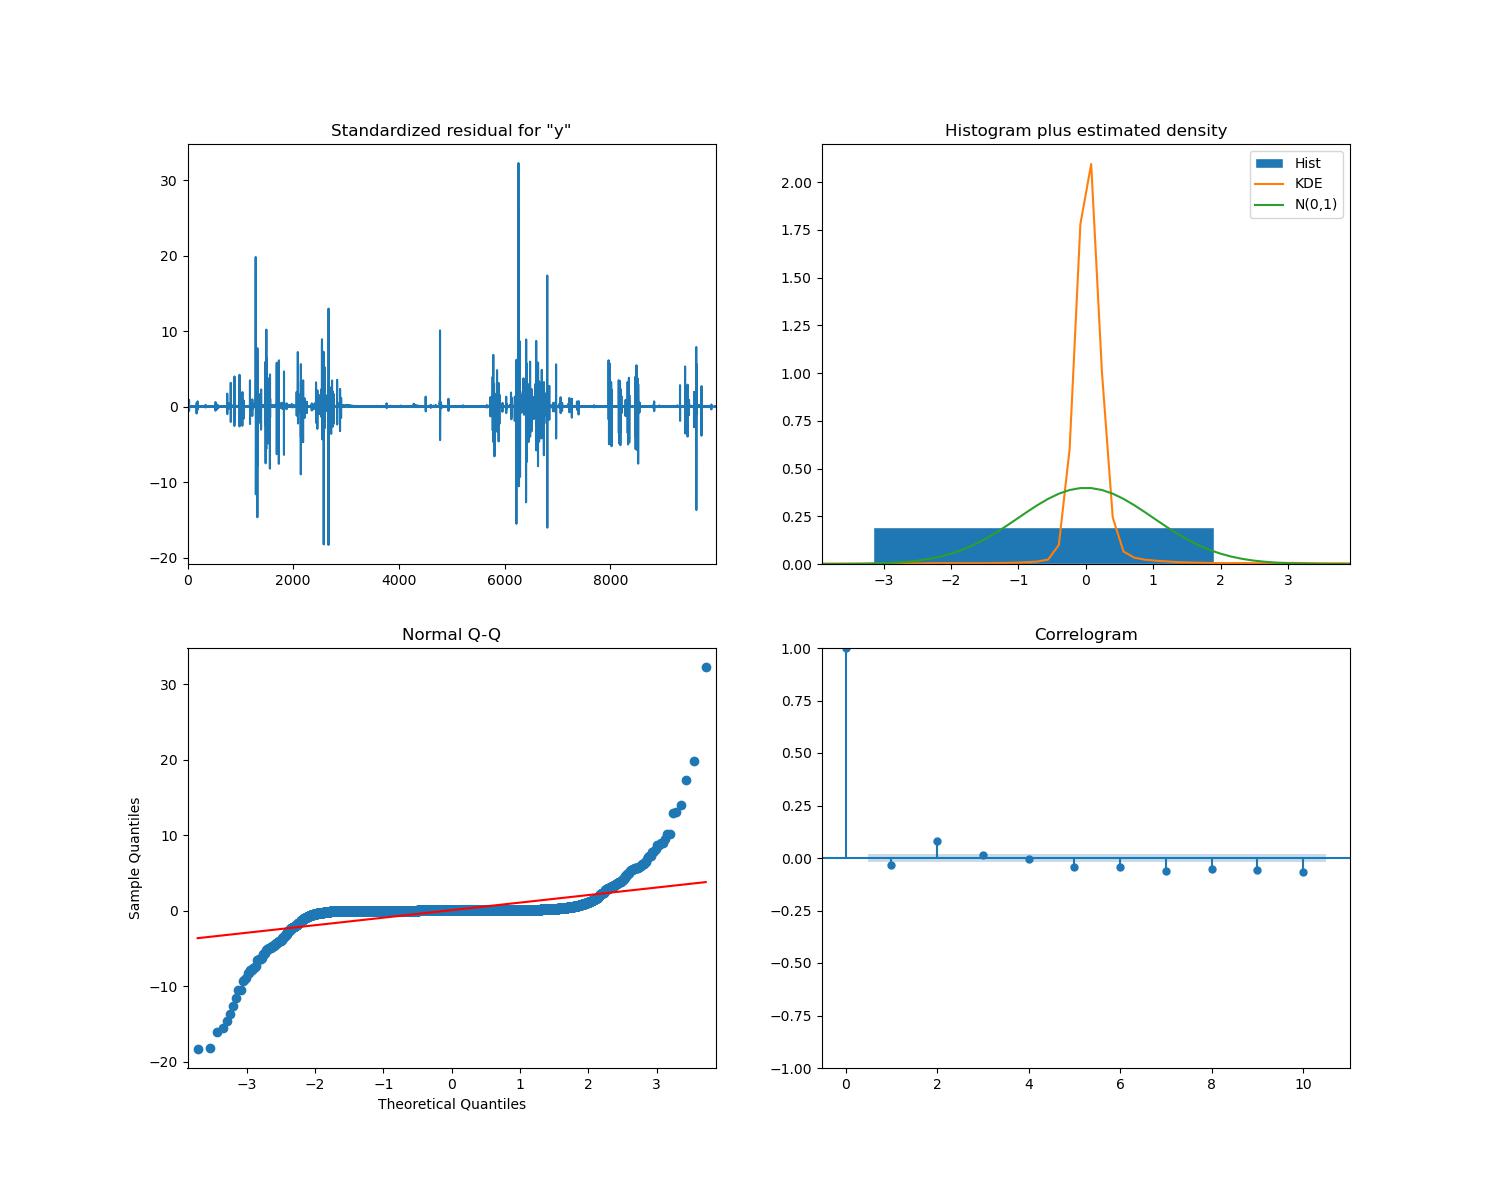 Standardized residual for "y"
30
20
10
0
−10
−20
0 2000 4000 6000 8000
Histogram plus estimated density
Hist
KDE
N(0,1)
2.00
1.75
1.50
1.25
1.00
0.75
0.50
0.25
0.00
−3 −2 −1 0 1 2 3
Normal Q-Q
Sample Quantiles
30
20
10
0
−10
−20
−3 −2 −1 0 1 2 3
Theoretical Quantiles
Correlogram
1.00
0.75
0.50
0.25
0.00
−0.25
−0.50
−0.75
−1.00
0 2 4 6 8 10